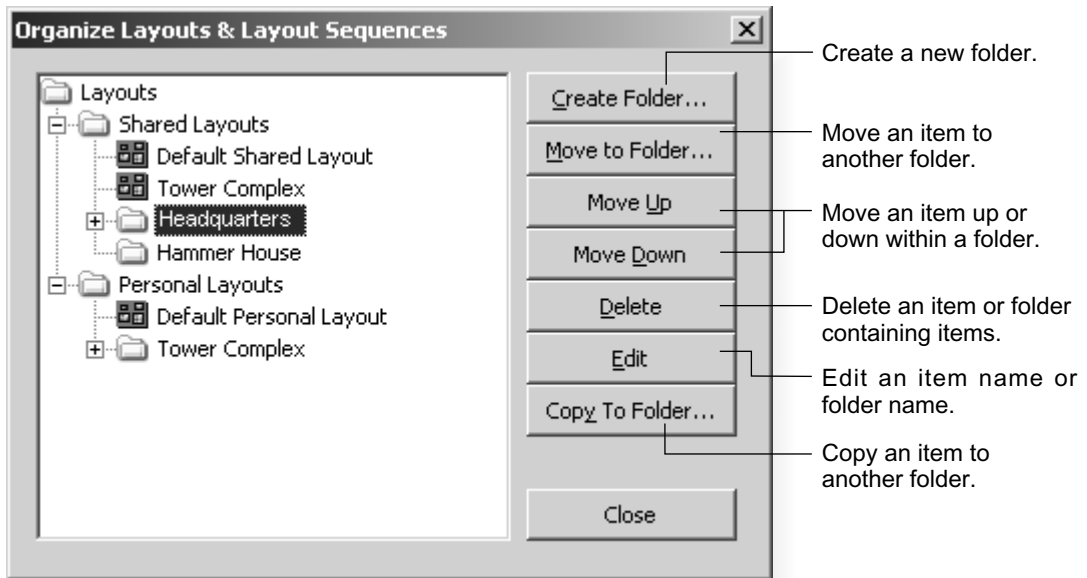 Organize Layouts & Layout Sequences
Layouts
Shared Layouts
Default Shared Layout
Tower Complex
Headquarters
Hammer House
Personal Layouts
Default Personal Layout
Tower Complex
Create Folder...
Move to Folder...
Move Up
Move Down
Delete
Edit
Copy To Folder...
Close
Create a new folder.
Move an item to
another folder.
Move an item up or
down within a folder.
Delete an item or folder
containing items.
Edit an item name or
folder name.
Copy an item to
another folder.